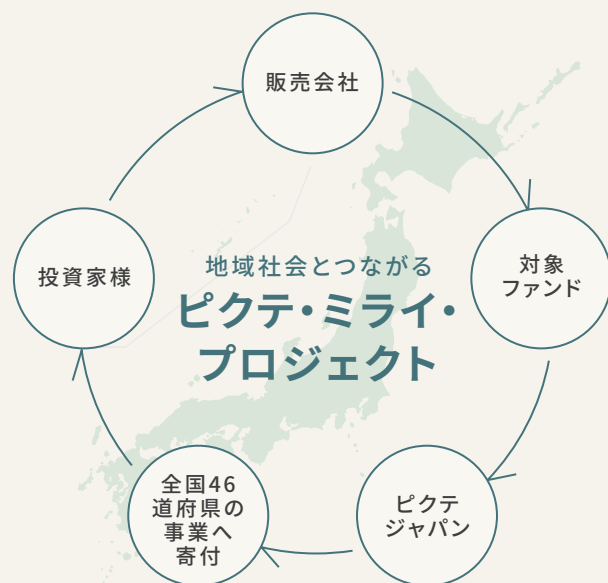 販売会社
対象
ファンド
ピクテ
ジャパン
全国46
道府県の
事業へ
寄付
投資家様
地域社会とつながる
ピクテ・ミライ・
プロジェクト